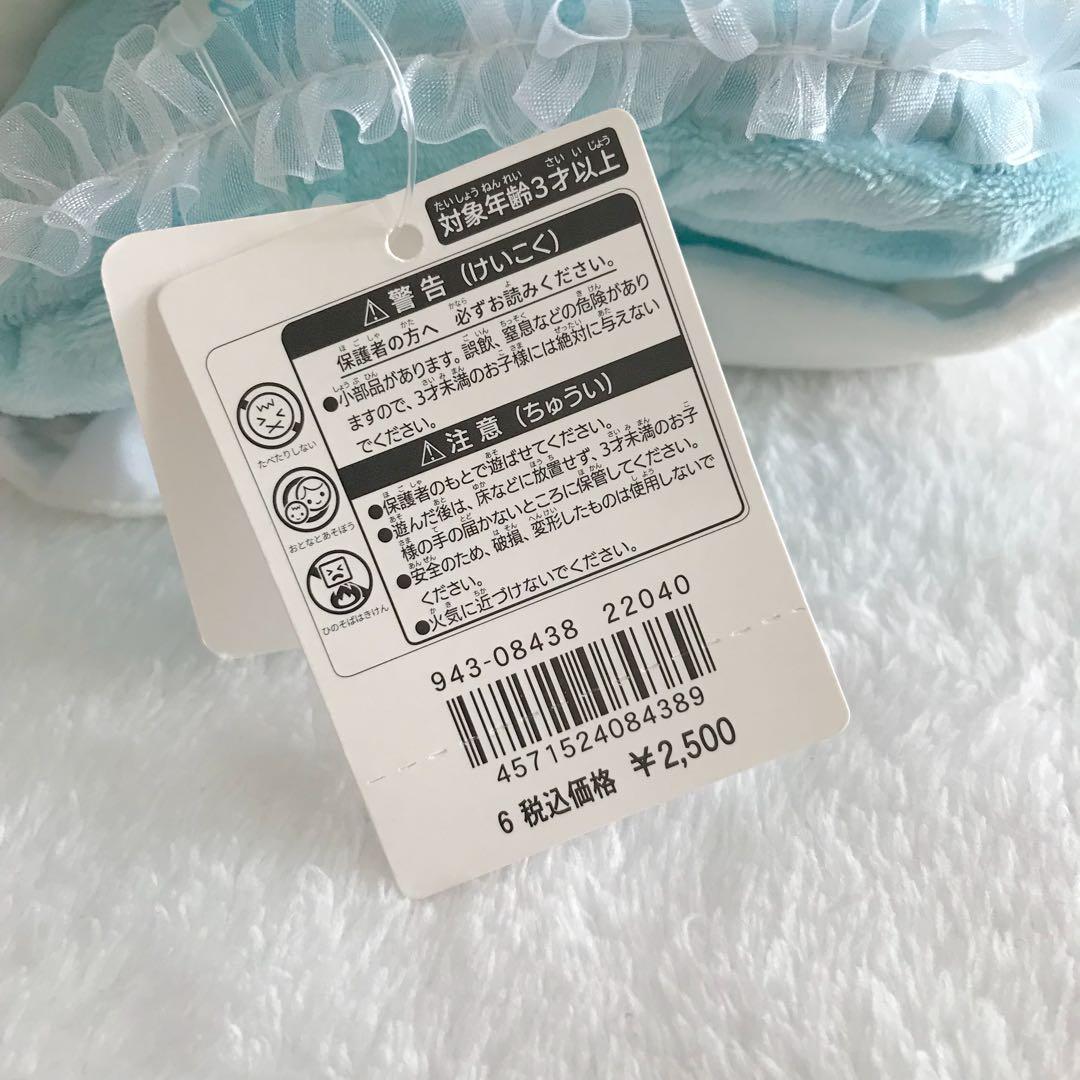 対象年齢3才以上
警告 (けいこく)
保護者の方へ 必ずお読みください。
●小部品があります。誤飲、窒息などの危険があり
ますので、3才未満のお子様には絶対に与えない
でください。
注意 (ちゅうい)
●保護者のもとで遊ばせてください。
●遊んだ後は、床などに放置せず、3才未満のお子
様の手の届かないところに保管してください。
●安全のため、破損、変形したものは使用しないで
ください。
●火気に近づけないでください。
たべたりしない
おとなとあそぼう
ひのそばはきけん
943-08438 22040
4571524084389
6 税込価格 ¥2,500